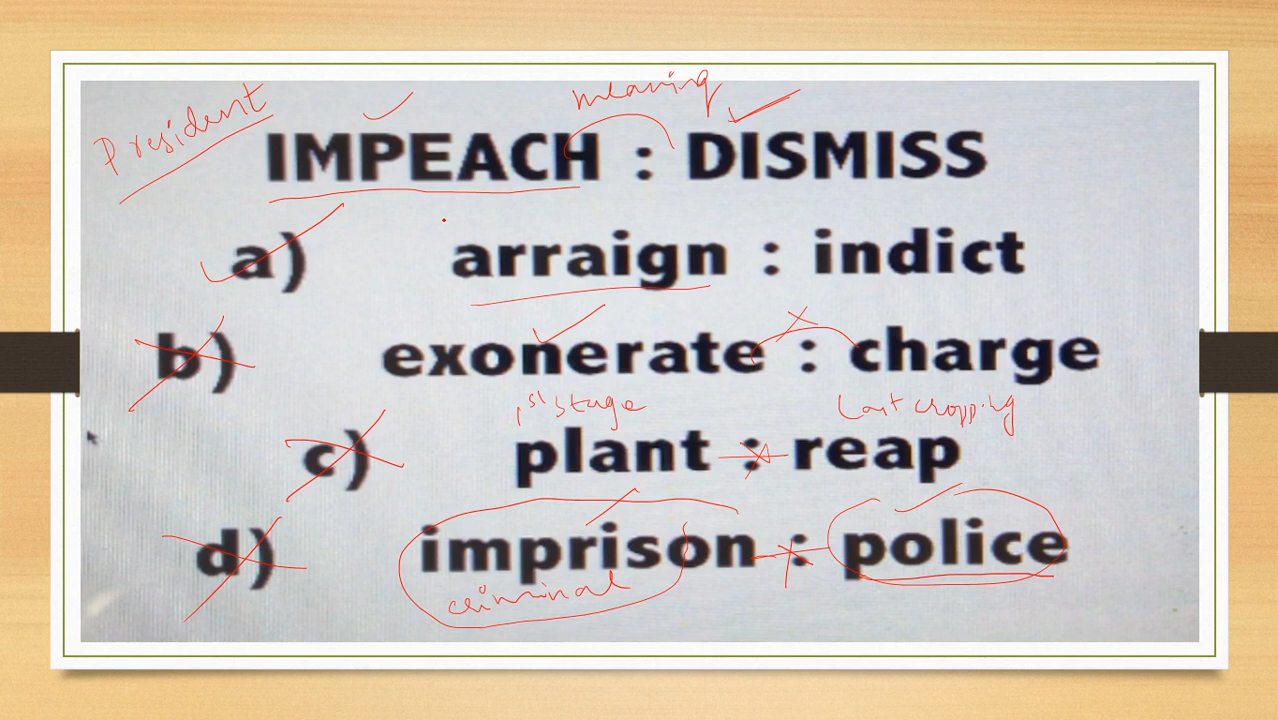 President
meaning
IMPEACH : DISMISS
a) arraign : indict
b) exonerate : charge
1st stage
Last cropping
c) plant : reap
d) imprison : police
criminal